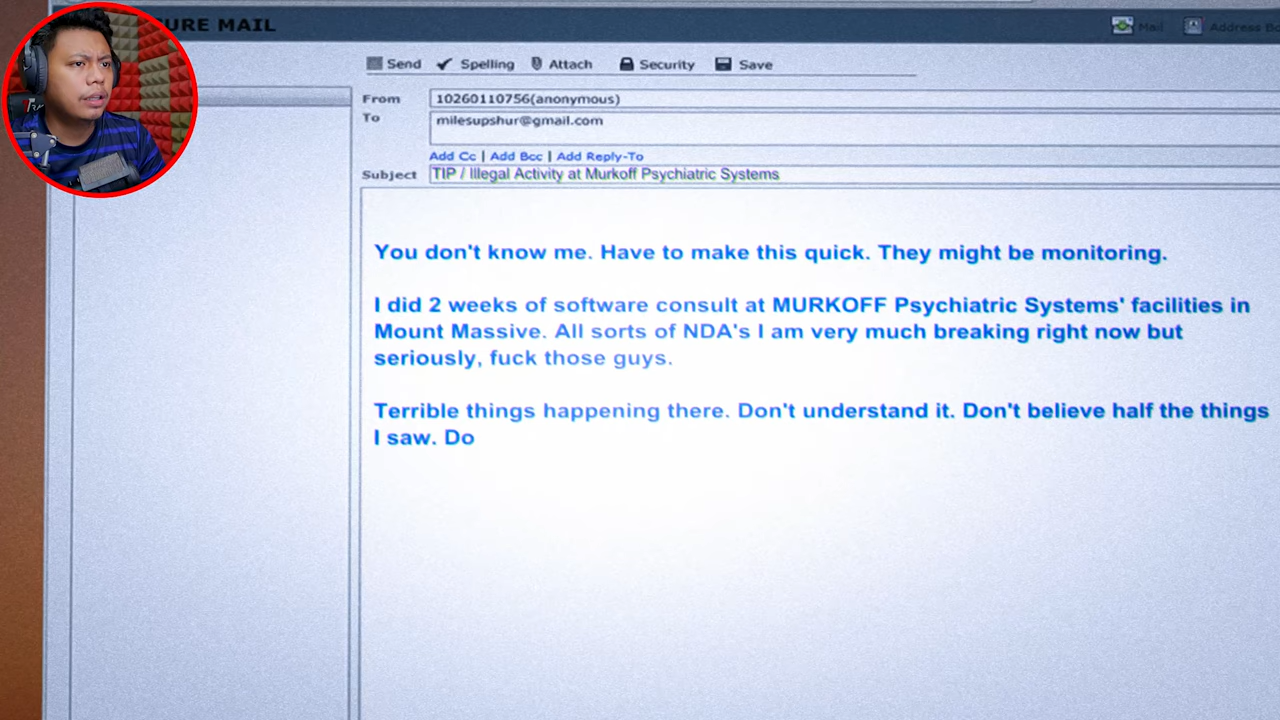 URE MAIL
Mail Address Bo
Send Spelling Attach Security Save
From 10260110756(anonymous)
To milesupshur@gmail.com
Add Cc | Add Bcc | Add Reply-To
Subject TIP / Illegal Activity at Murkoff Psychiatric Systems
You don't know me. Have to make this quick. They might be monitoring.
I did 2 weeks of software consult at MURKOFF Psychiatric Systems' facilities in
Mount Massive. All sorts of NDA's I am very much breaking right now but
seriously, fuck those guys.
Terrible things happening there. Don't understand it. Don't believe half the things
I saw. Do